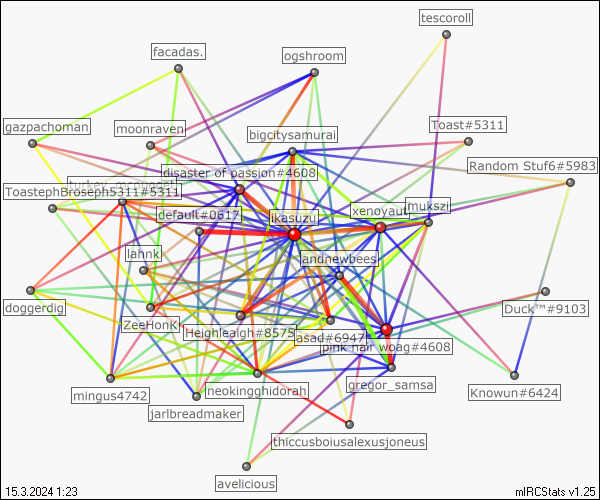 tescoroll
facadas.
ogshroom
gazpachoman
moonraven
bigcitysamurai
Toast#5311
Random Stuf6#5983
disaster of passion#4608
ToastephBroseph5311#5311
default#0617
ikasuzu
xenoyaut
mukszi
lahnk
andnewbees
doggerdig
ZeeHonk
Heighleaigh#8575
asad#6947
pink hair woag#4608
Duck™#9103
mingus4742
jarlbreadmaker
neokingghidorah
gregor_samsa
Knowun#6424
thiccusboiusalexusjoneus
avelicious
15.3.2024 1:23
mIRCStats v1.25